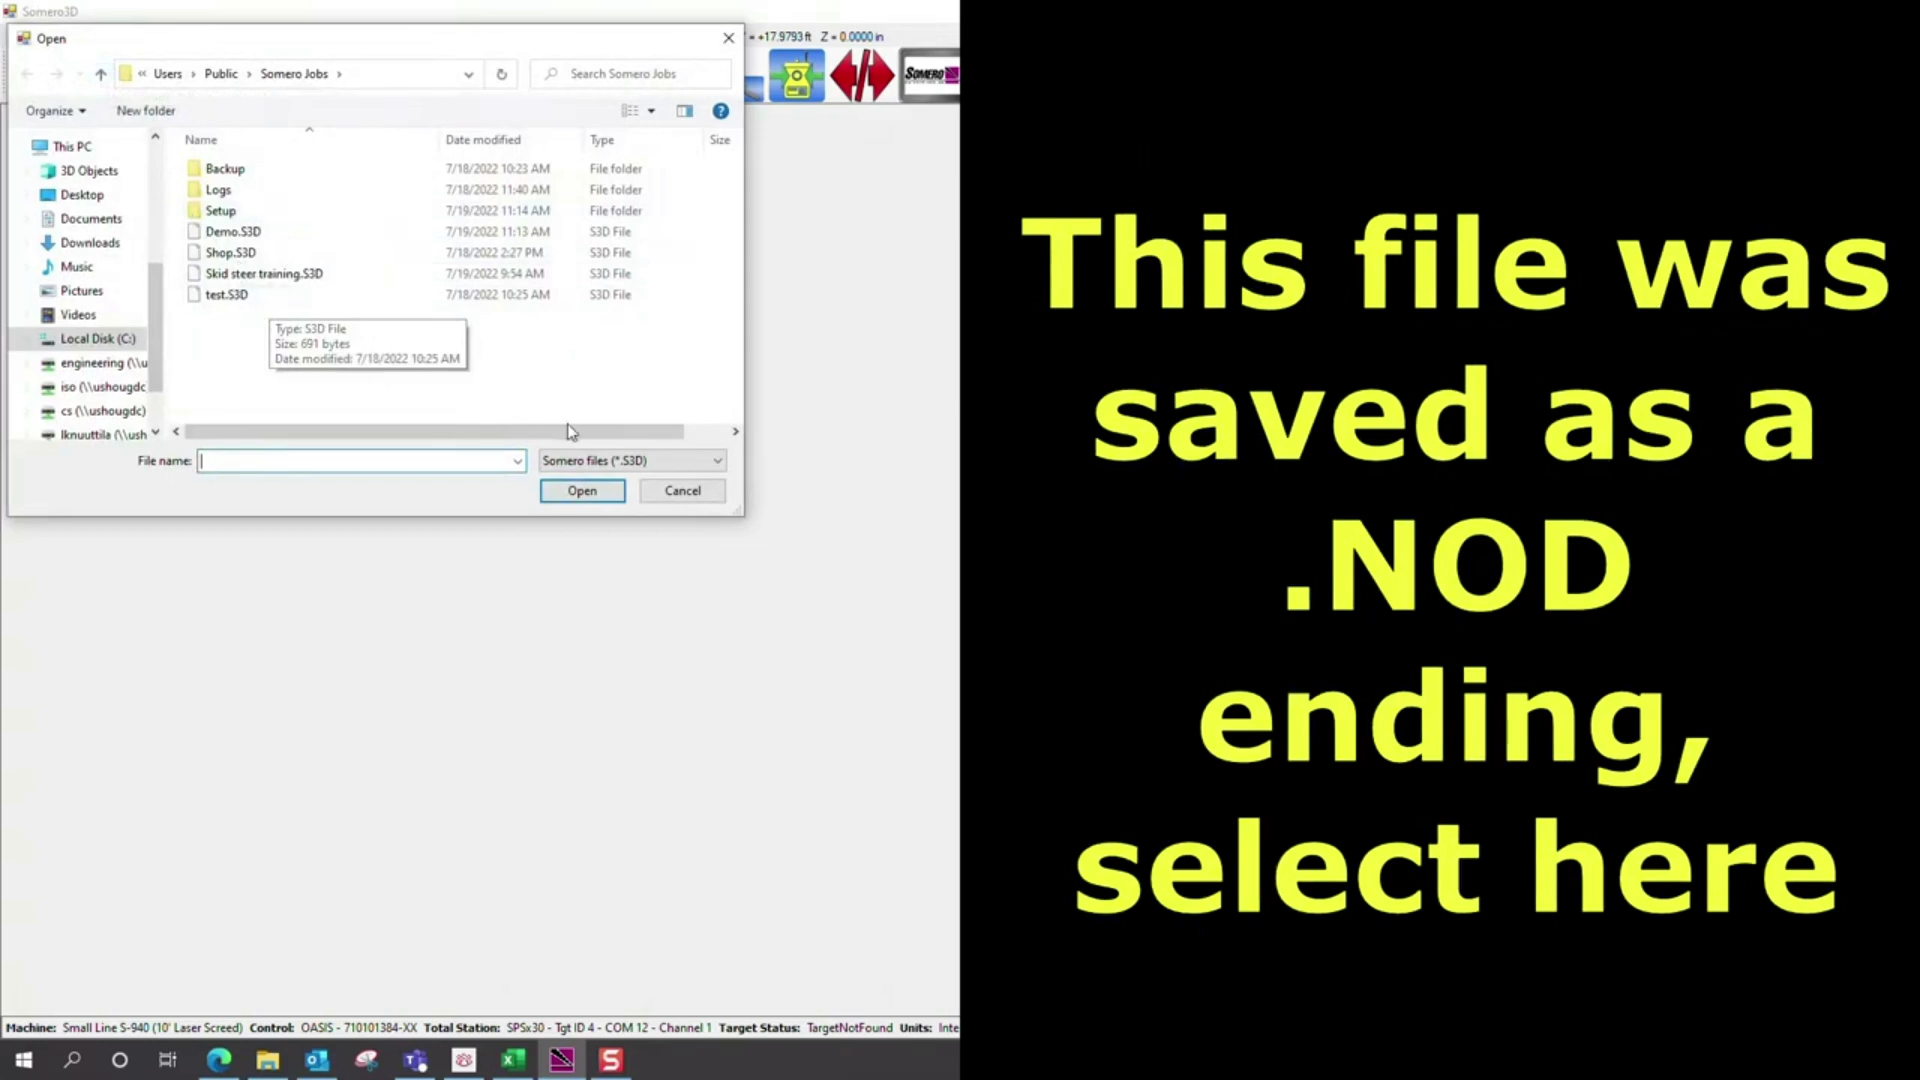 Somero3D
Open
= +17.9793 ft Z = 0.0000 in
« Users › Public › Somero Jobs ›
Search Somero Jobs
SOMERO
Organize
New folder
Name
Date modified
Type
Size
This PC
3D Objects
Desktop
Documents
Downloads
Music
Pictures
Videos
Local Disk (C:)
engineering (\\u
iso (\\ushougdc
cs (\\ushougdc)
lknuuttila (\\ush
Backup 7/18/2022 10:23 AM File folder
Logs 7/18/2022 11:40 AM File folder
Setup 7/19/2022 11:14 AM File folder
Demo.S3D 7/19/2022 11:13 AM S3D File
Shop.S3D 7/18/2022 2:27 PM S3D File
Skid steer training.S3D 7/19/2022 9:54 AM S3D File
test.S3D 7/18/2022 10:25 AM S3D File
Type: S3D File
Size: 691 bytes
Date modified: 7/18/2022 10:25 AM
File name:
Somero files (*.S3D)
Open
Cancel
Machine: Small Line S-940 (10' Laser Screed) Control: OASIS - 710101384-XX Total Station: SPSx30 - Tgt ID 4 - COM 12 - Channel 1 Target Status: TargetNotFound Units: Inte
This file was
saved as a
.NOD
ending,
select here